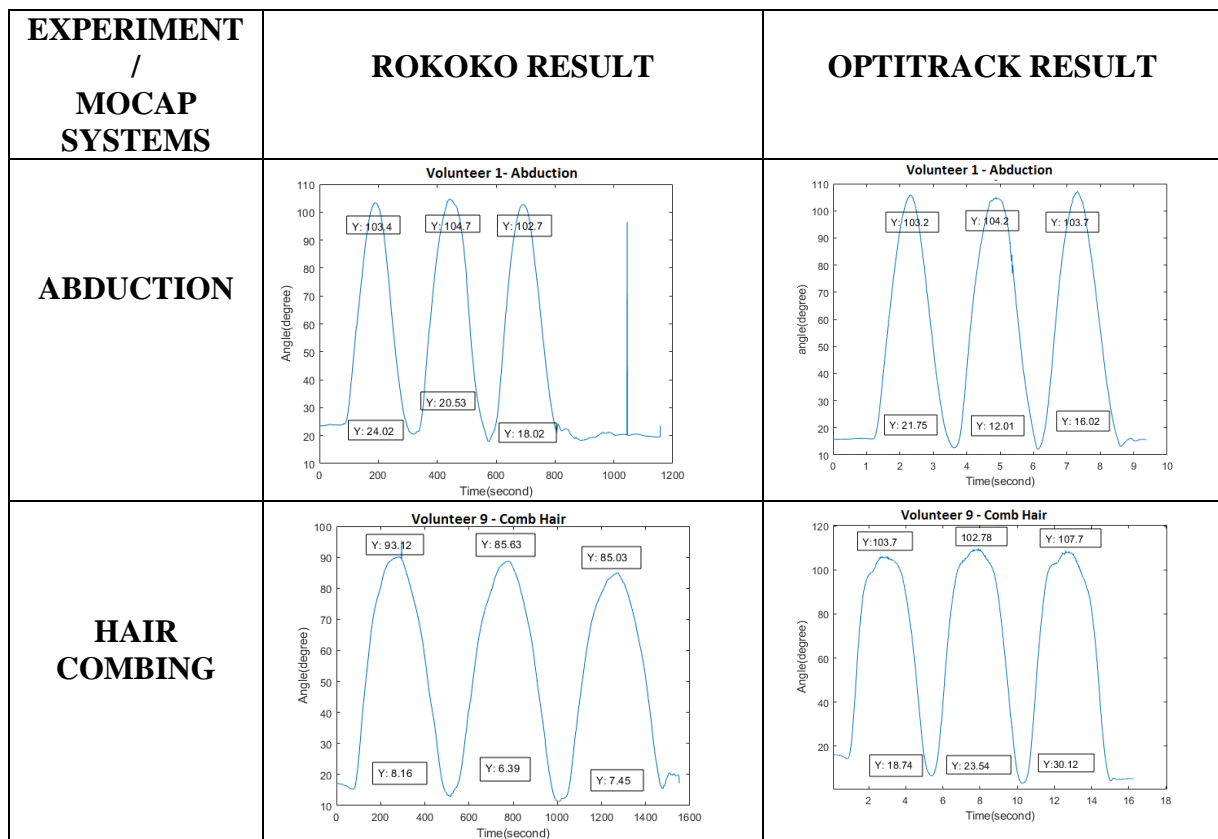 EXPERIMENT
/
MOCAP
SYSTEMS
ROKOKO RESULT
OPTITRACK RESULT
ABDUCTION
Volunteer 1- Abduction
110
100
90
80
70
60
50
40
30
20
10
Angle(degree)
Y: 103.4
Y: 104.7
Y: 102.7
Y: 24.02
Y: 20.53
Y: 18.02
0 200 400 600 800 1000 1200
Time(second)
Volunteer 1 - Abduction
110
100
90
80
70
60
50
40
30
20
10
angle(degree)
Y: 103.2
Y: 104.2
Y: 103.7
Y: 21.75
Y: 12.01
Y: 16.02
0 1 2 3 4 5 6 7 8 9 10
Time(second)
HAIR
COMBING
Volunteer 9 - Comb Hair
100
90
80
70
60
50
40
30
20
10
Angle(degree)
Y: 93.12
Y: 85.63
Y: 85.03
Y: 8.16
Y: 6.39
Y: 7.45
0 200 400 600 800 1000 1200 1400 1600
Time(second)
Volunteer 9 - Comb Hair
120
100
80
60
40
20
Angle(degree)
Y: 103.7
102.78
Y: 107.7
Y: 18.74
Y: 23.54
Y:30.12
2 4 6 8 10 12 14 16 18
Time(second)